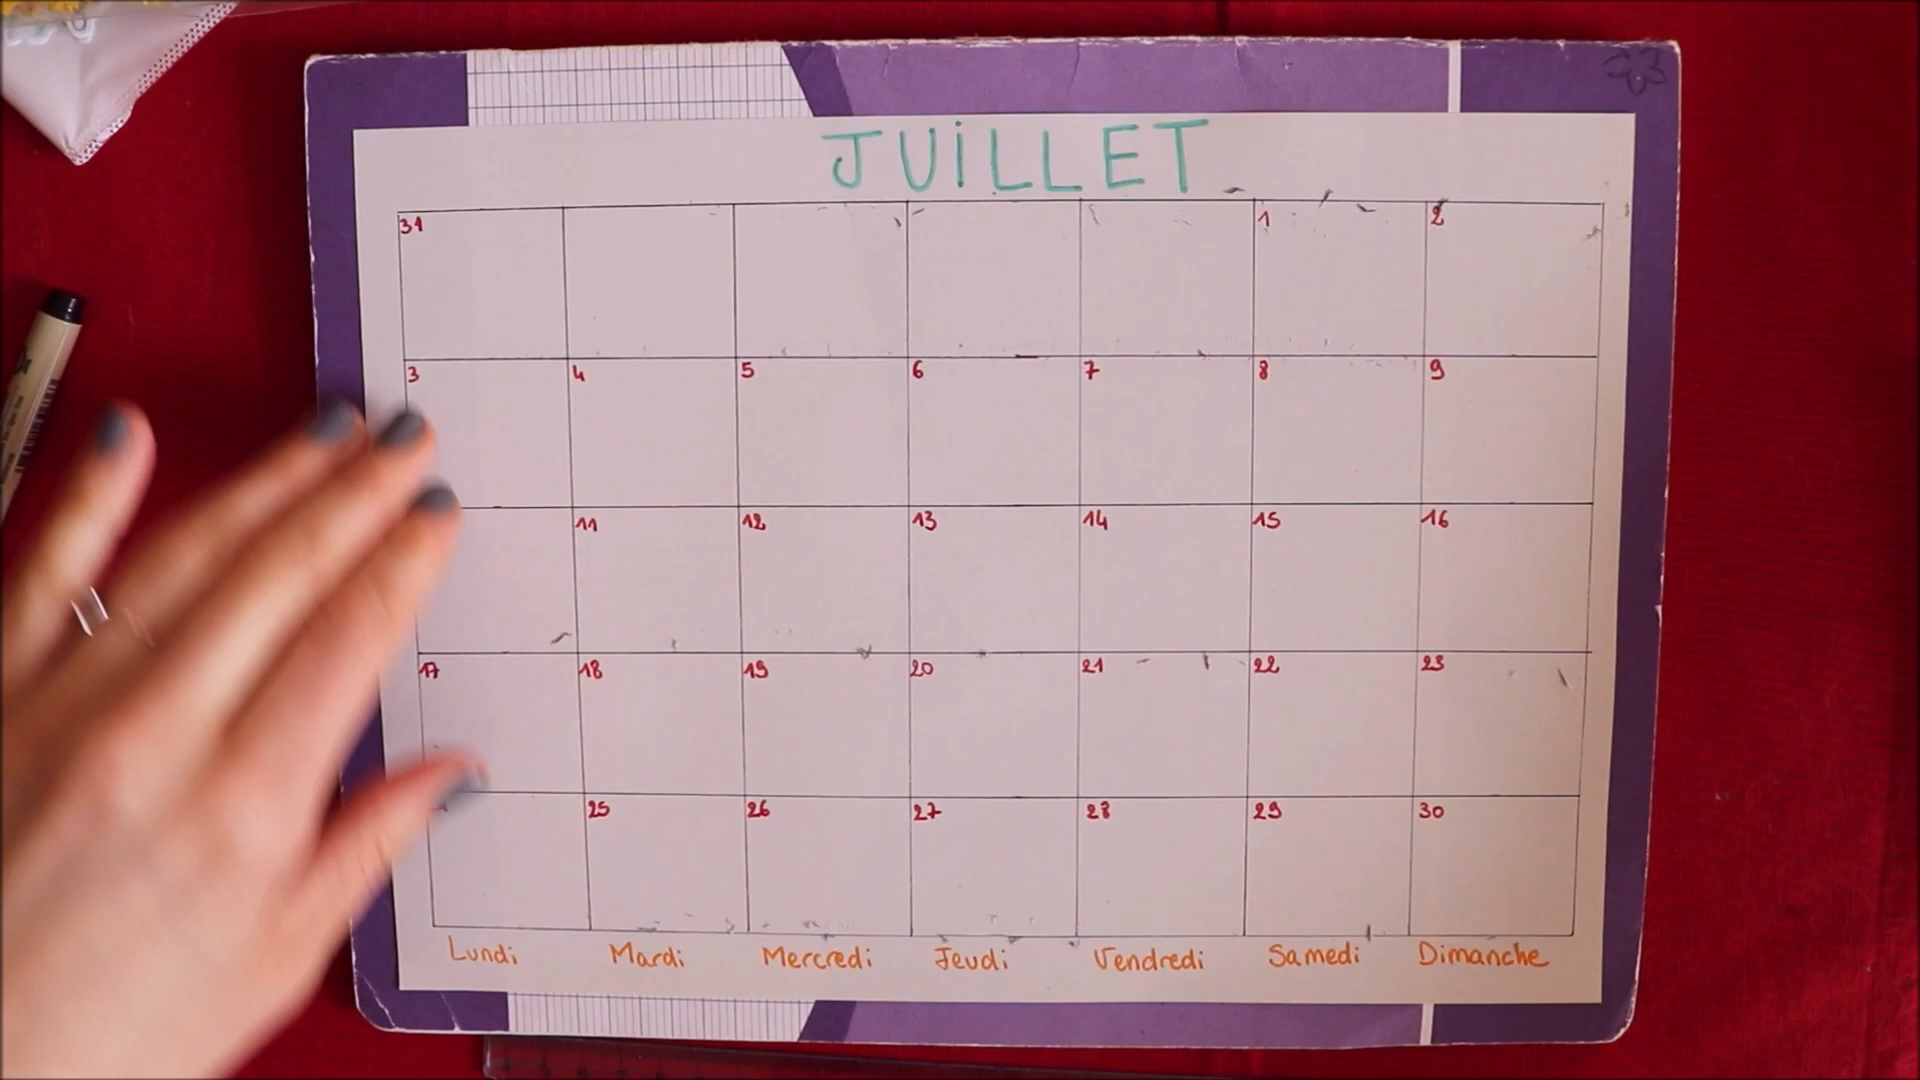 JUiLLET
31 1 2
3 4 5 6 7 8 9
11 12 13 14 15 16
17 18 19 20 21 22 23
25 26 27 28 29 30
Lundi Mardi Mercredi Jeudi Vendredi Samedi Dimanche